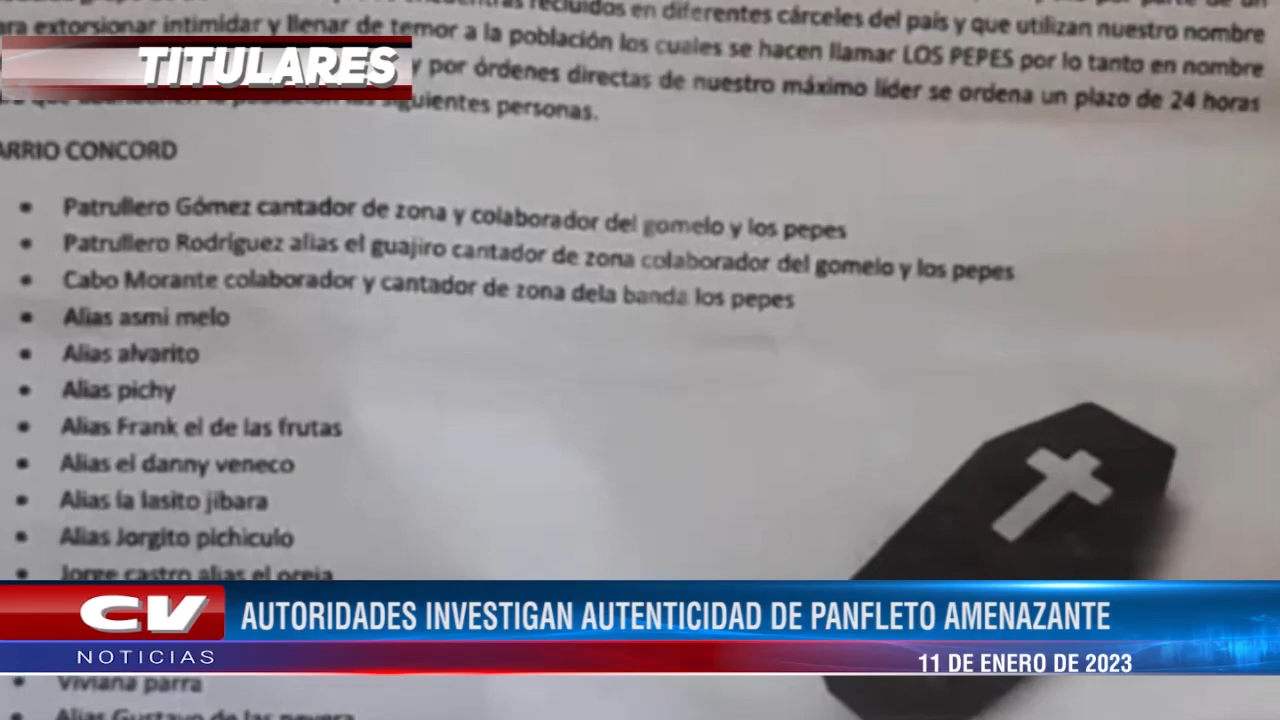 recluidos en diferentes cárceles del país y que utilizan nuestro nombre
para extorsionar intimidar y llenar de temor a la población los cuales se hacen llamar LOS PEPES por lo tanto en nombre
TITULARES
y por órdenes directas de nuestro máximo líder se ordena un plazo de 24 horas
siguientes personas.
ARRIO CONCORD
• Patrullero Gómez cantador de zona y colaborador del gomelo y los pepes
• Patrullero Rodríguez alias el guajiro cantador de zona colaborador del gomelo y los pepes
• Cabo Morante colaborador y cantador de zona dela banda los pepes
• Alias asmi melo
• Alias alvarito
• Alias pichy
• Alias Frank el de las frutas
• Alias el danny veneco
• Alias la lasito jibara
• Alias Jorgito pichiculo
• Jorge castro alias el oreja
CV
NOTICIAS
AUTORIDADES INVESTIGAN AUTENTICIDAD DE PANFLETO AMENAZANTE
11 DE ENERO DE 2023
• Viviana parra
• Alias Gustavo de las nevera